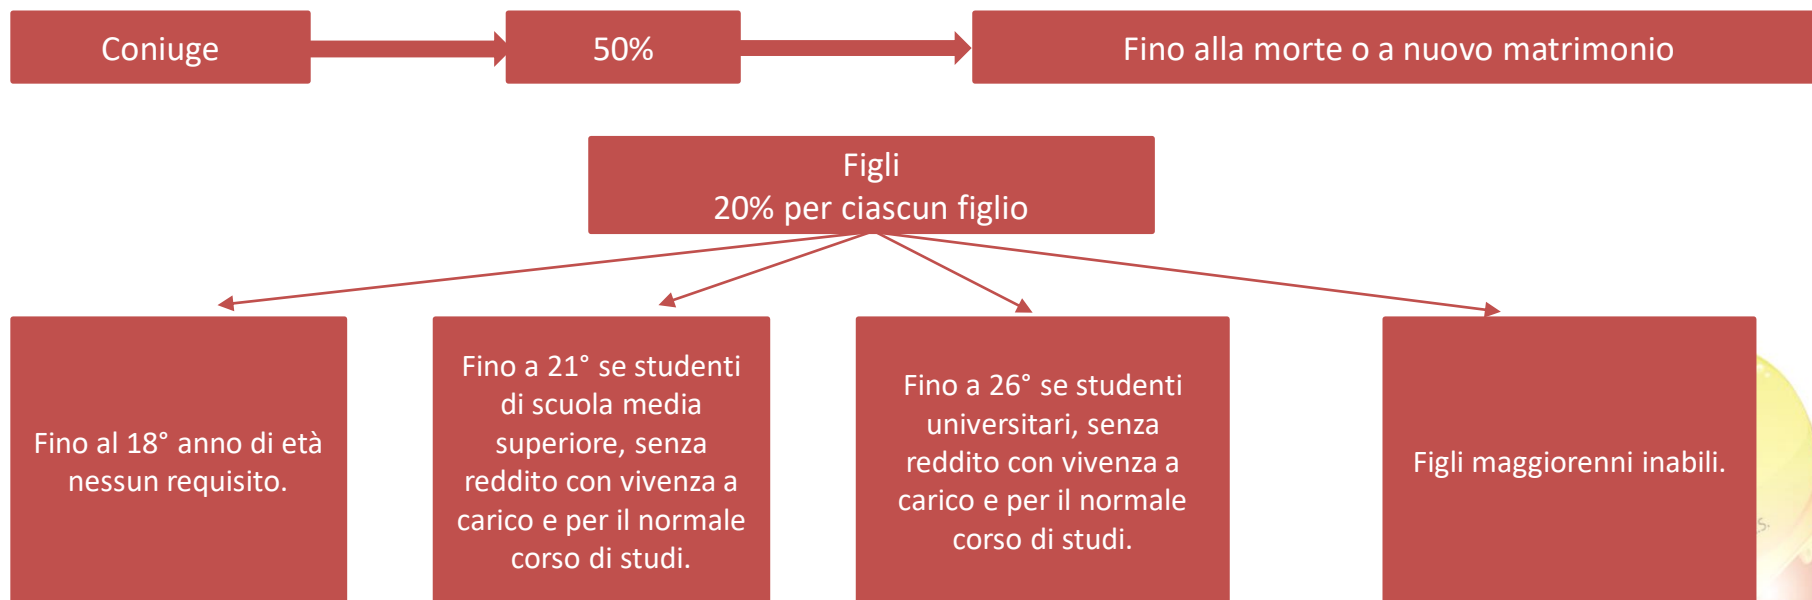 Coniuge
50%
Fino alla morte o a nuovo matrimonio
Figli
20% per ciascun figlio
Fino al 18° anno di età
nessun requisito.
Fino a 21° se studenti
di scuola media
superiore, senza
reddito con vivenza a
carico e per il normale
corso di studi.
Fino a 26° se studenti
universitari, senza
reddito con vivenza a
carico e per il normale
corso di studi.
Figli maggiorenni inabili.